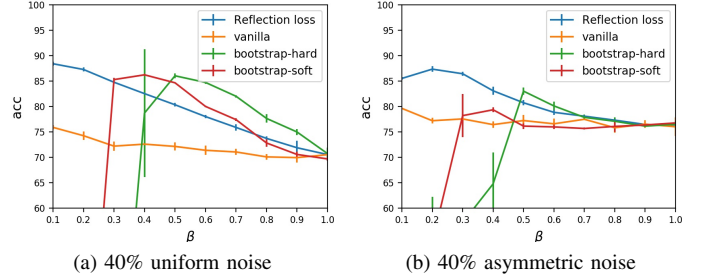 100
95
90
85
80
75
70
65
60
acc
0.1 0.2 0.3 0.4 0.5 0.6 0.7 0.8 0.9 1.0
β
Reflection loss
vanilla
bootstrap-hard
bootstrap-soft
(a) 40% uniform noise
100
95
90
85
80
75
70
65
60
acc
0.1 0.2 0.3 0.4 0.5 0.6 0.7 0.8 0.9 1.0
β
Reflection loss
vanilla
bootstrap-hard
bootstrap-soft
(b) 40% asymmetric noise